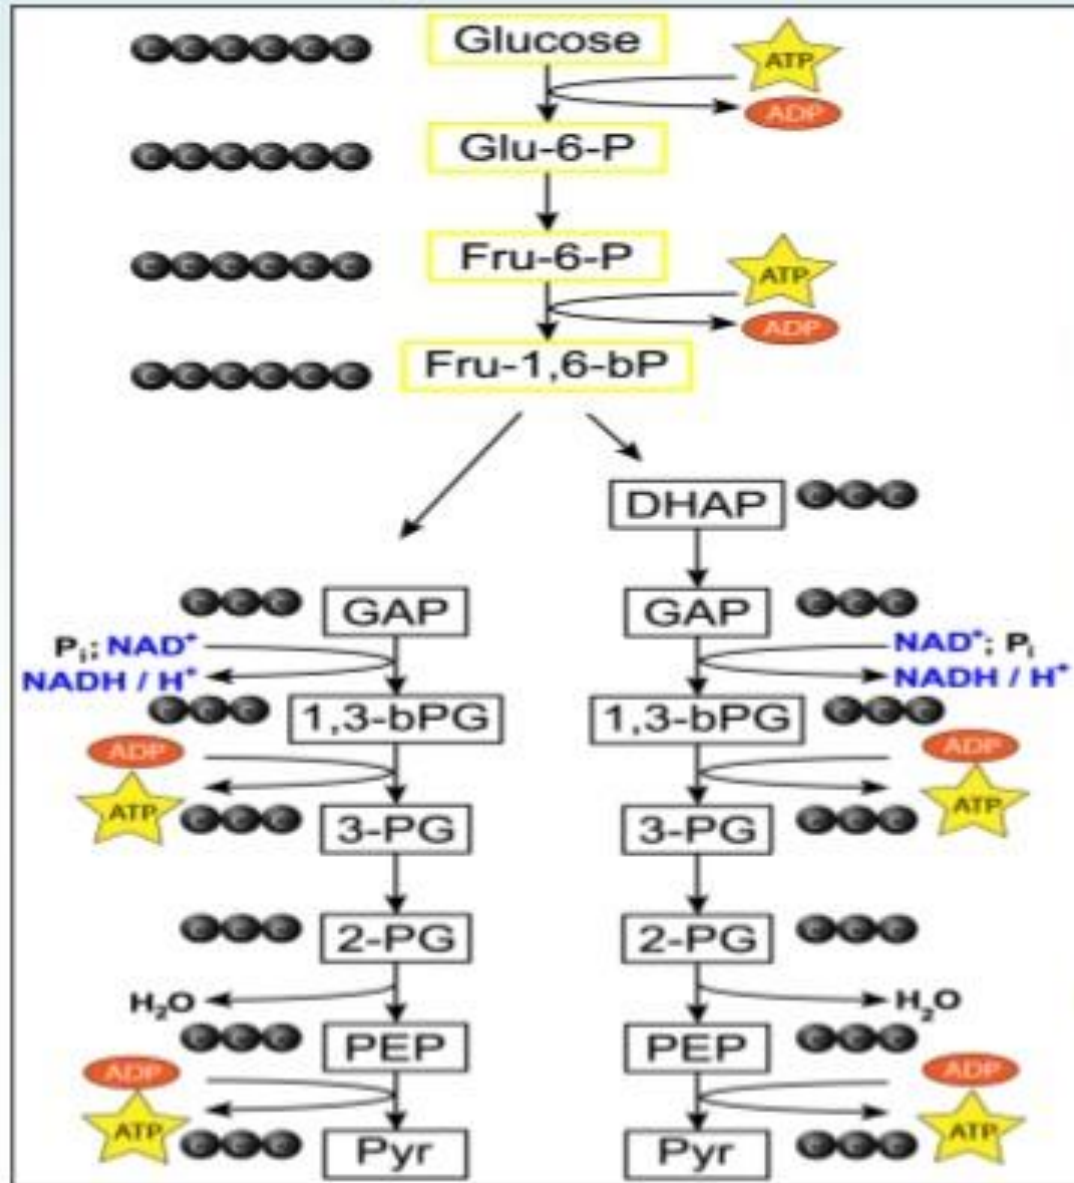 C C C C C C Glucose ATP
ADP
C C C C C C Glu-6-P
C C C C C C Fru-6-P ATP
ADP
C C C C C C Fru-1,6-bP
DHAP C C C
C C C GAP GAP C C C
Pi; NAD+ NAD+; Pi
NADH / H+ NADH / H+
C C C 1,3-bPG 1,3-bPG C C C
ADP ADP
ATP C C C 3-PG 3-PG C C C ATP
C C C 2-PG 2-PG C C C
H2O H2O
C C C PEP PEP C C C
ADP ADP
ATP C C C Pyr Pyr C C C ATP